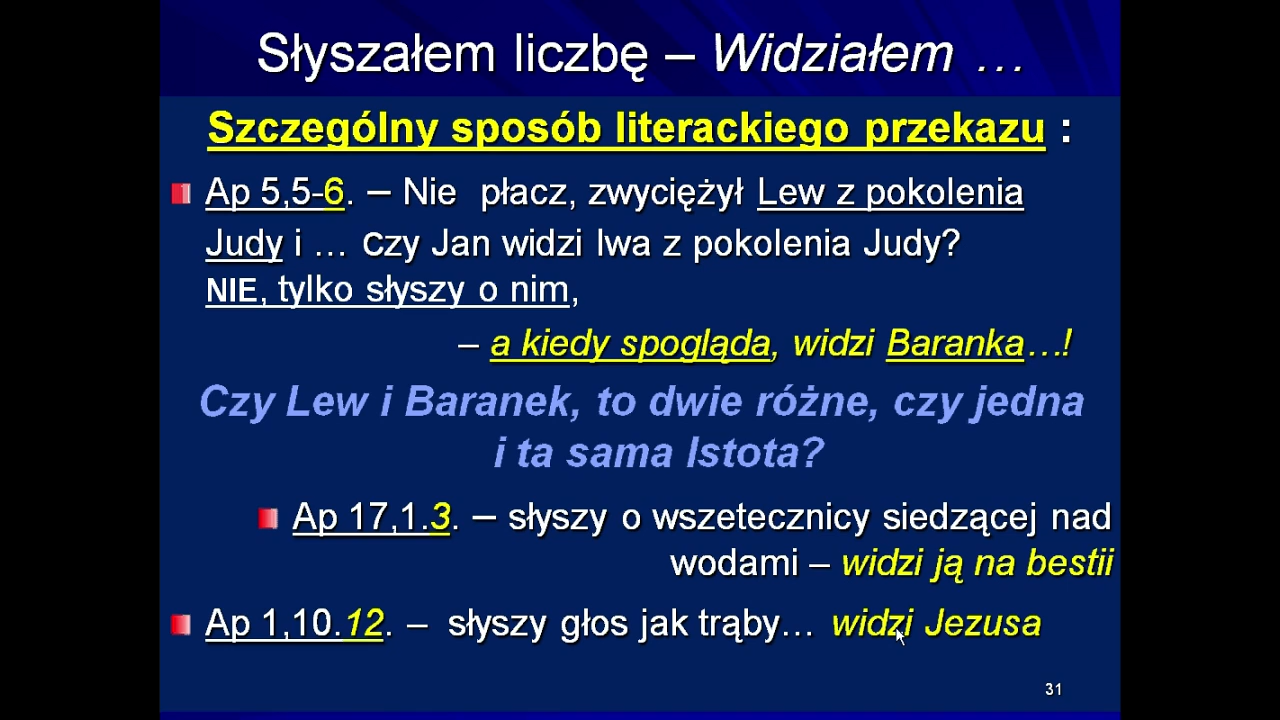 Słyszałem liczbę – Widziałem …
Szczególny sposób literackiego przekazu :
Ap 5,5-6. – Nie płacz, zwyciężył Lew z pokolenia
Judy i … czy Jan widzi lwa z pokolenia Judy?
NIE, tylko słyszy o nim,
– a kiedy spogląda, widzi Baranka…!
Czy Lew i Baranek, to dwie różne, czy jedna
i ta sama Istota?
Ap 17,1.3. – słyszy o wszetecznicy siedzącej nad
wodami – widzi ją na bestii
Ap 1,10.12. – słyszy głos jak trąby… widzi Jezusa
31